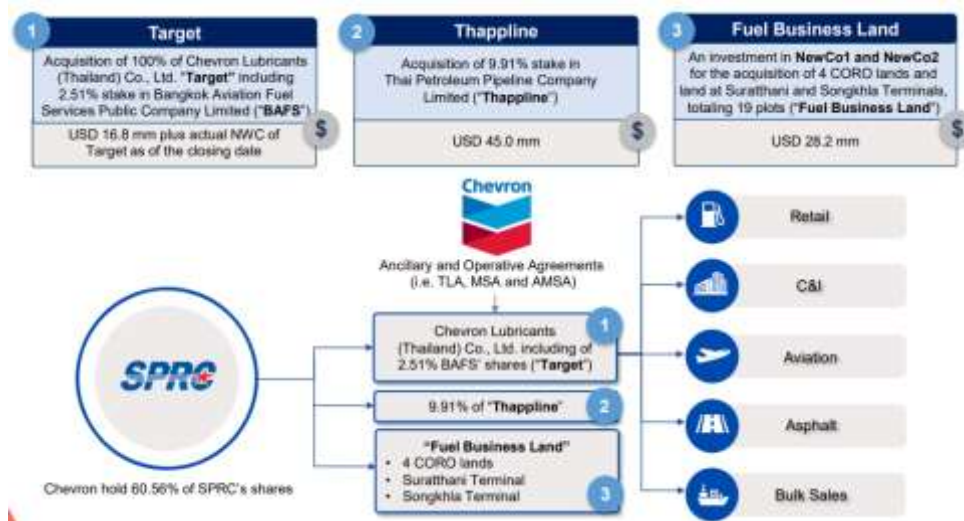 1
Target
Acquisition of 100% of Chevron Lubricants
(Thailand) Co., Ltd. "Target" including
2.51% stake in Bangkok Aviation Fuel
Services Public Company Limited ("BAFS")
USD 16.8 mm plus actual NWC of
Target as of the closing date
$
2
Thappline
Acquisition of 9.91% stake in
Thai Petroleum Pipeline Company
Limited ("Thappline")
USD 45.0 mm
$
3
Fuel Business Land
An investment in NewCo1 and NewCo2
for the acquisition of 4 CORO lands and
land at Suratthani and Songkhla Terminals,
totaling 19 plots ("Fuel Business Land")
USD 28.2 mm
$
Chevron
Ancillary and Operative Agreements
(i.e. TLA, MSA and AMSA)
SPRC
Chevron hold 60.56% of SPRC's shares
Chevron Lubricants
(Thailand) Co., Ltd. including of
2.51% BAFS' shares ("Target")
1
9.91% of "Thappline"
2
"Fuel Business Land"
• 4 CORO lands
• Suratthani Terminal
• Songkhla Terminal
3
Retail
C&I
Aviation
Asphalt
Bulk Sales